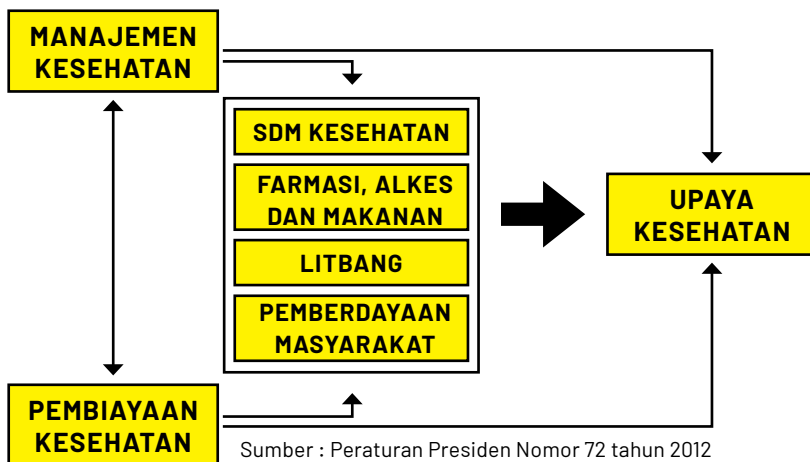 MANAJEMEN
KESEHATAN
SDM KESEHATAN
FARMASI, ALKES
DAN MAKANAN
LITBANG
PEMBERDAYAAN
MASYARAKAT
UPAYA
KESEHATAN
PEMBIAYAAN
KESEHATAN
Sumber : Peraturan Presiden Nomor 72 tahun 2012